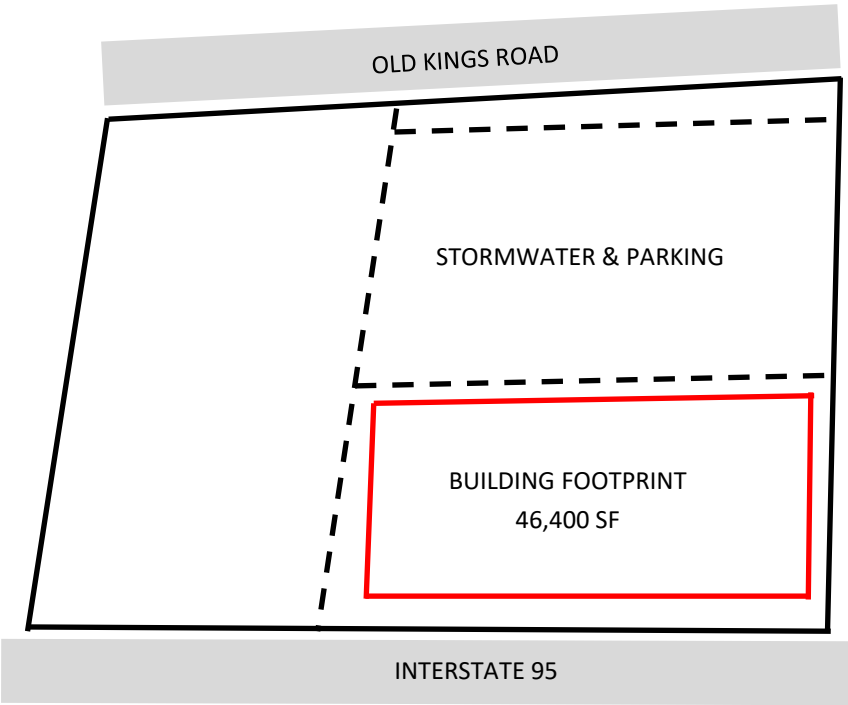 OLD KINGS ROAD
STORMWATER & PARKING
BUILDING FOOTPRINT
46,400 SF
INTERSTATE 95